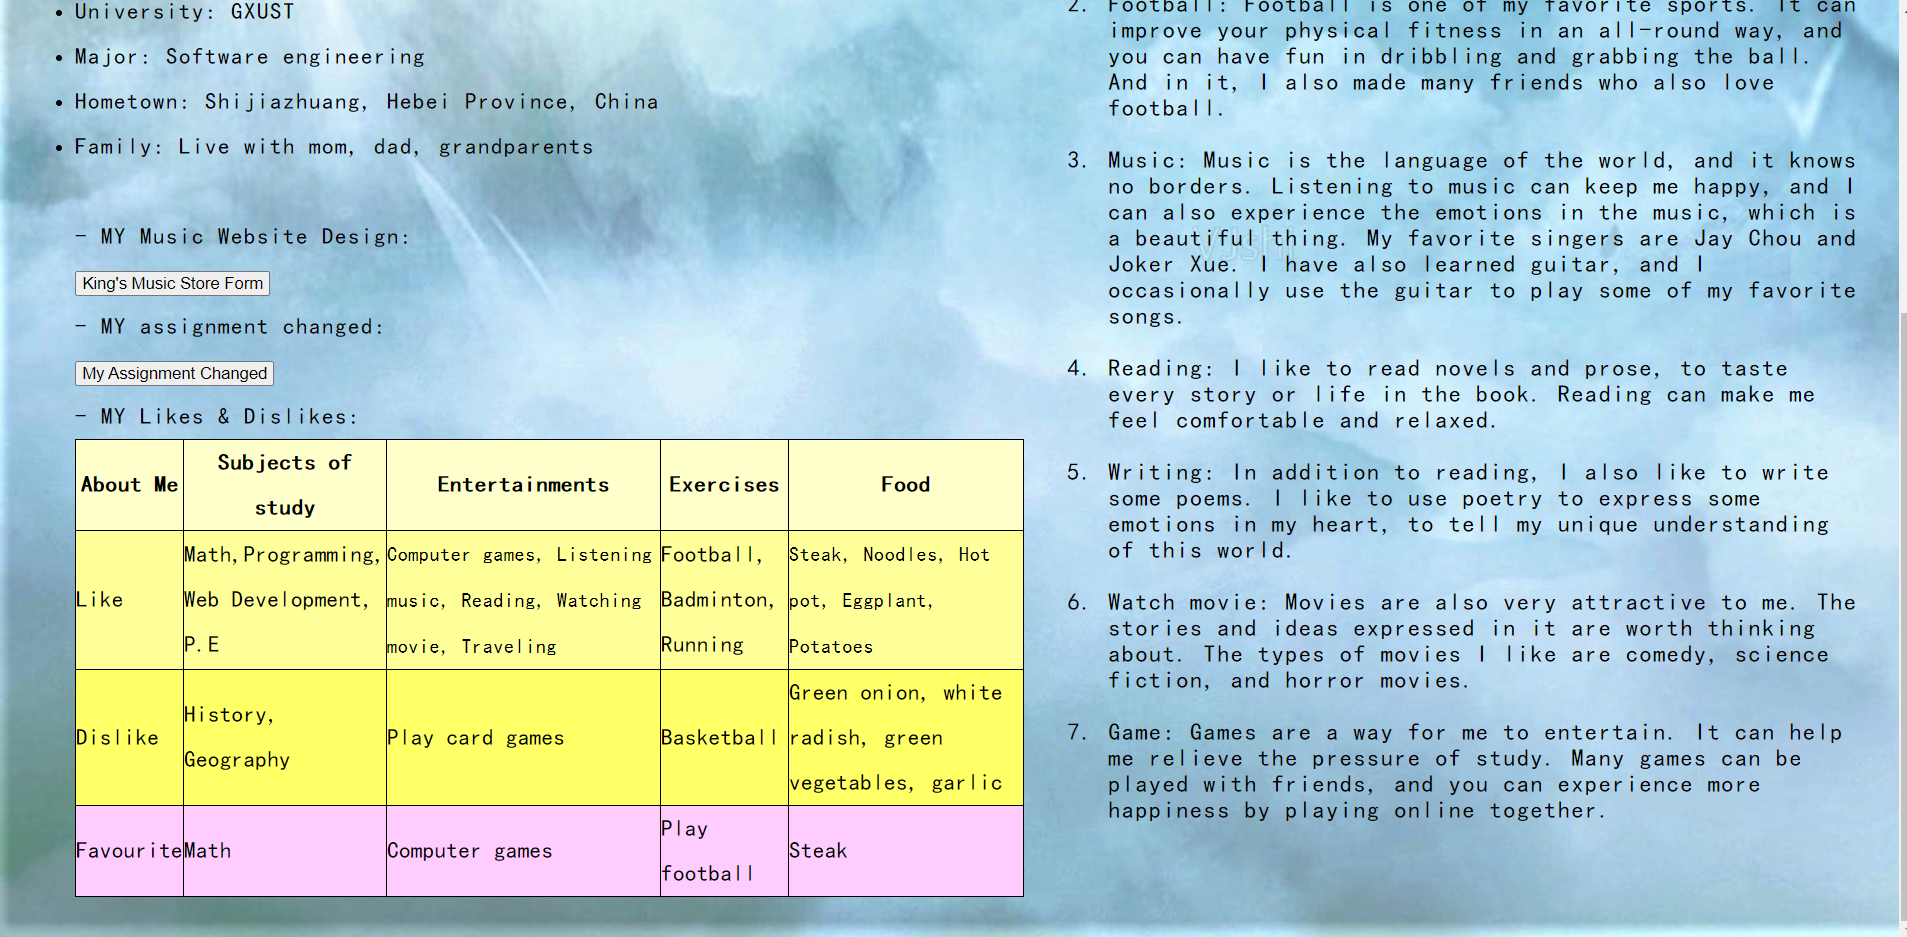 • University: GXUST
• Major: Software engineering
• Hometown: Shijiazhuang, Hebei Province, China
• Family: Live with mom, dad, grandparents
- MY Music Website Design:
King's Music Store Form
- MY assignment changed:
My Assignment Changed
- MY Likes & Dislikes:
About Me
Subjects of
study
Entertainments
Exercises
Food
Like
Math, Programming,
Web Development,
P.E
Computer games, Listening
music, Reading, Watching
movie, Traveling
Football,
Badminton,
Running
Steak, Noodles, Hot
pot, Eggplant,
Potatoes
Dislike
History,
Geography
Play card games
Basketball
Green onion, white
radish, green
vegetables, garlic
Favourite
Math
Computer games
Play
football
Steak
2. Football: Football is one of my favorite sports. It can
improve your physical fitness in an all-round way, and
you can have fun in dribbling and grabbing the ball.
And in it, I also made many friends who also love
football.
3. Music: Music is the language of the world, and it knows
no borders. Listening to music can keep me happy, and I
can also experience the emotions in the music, which is
a beautiful thing. My favorite singers are Jay Chou and
Joker Xue. I have also learned guitar, and I
occasionally use the guitar to play some of my favorite
songs.
4. Reading: I like to read novels and prose, to taste
every story or life in the book. Reading can make me
feel comfortable and relaxed.
5. Writing: In addition to reading, I also like to write
some poems. I like to use poetry to express some
emotions in my heart, to tell my unique understanding
of this world.
6. Watch movie: Movies are also very attractive to me. The
stories and ideas expressed in it are worth thinking
about. The types of movies I like are comedy, science
fiction, and horror movies.
7. Game: Games are a way for me to entertain. It can help
me relieve the pressure of study. Many games can be
played with friends, and you can experience more
happiness by playing online together.